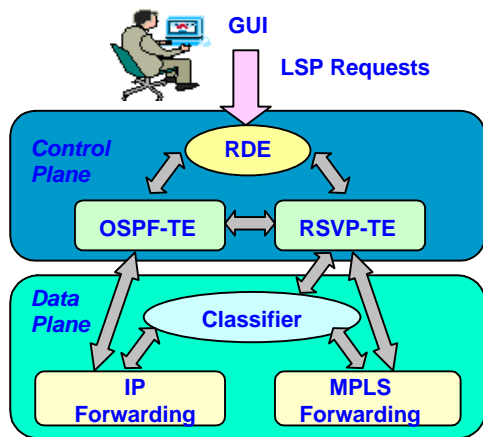 GUI
LSP Requests
Control
Plane
RDE
OSPF-TE
RSVP-TE
Data
Plane
Classifier
IP
Forwarding
MPLS
Forwarding